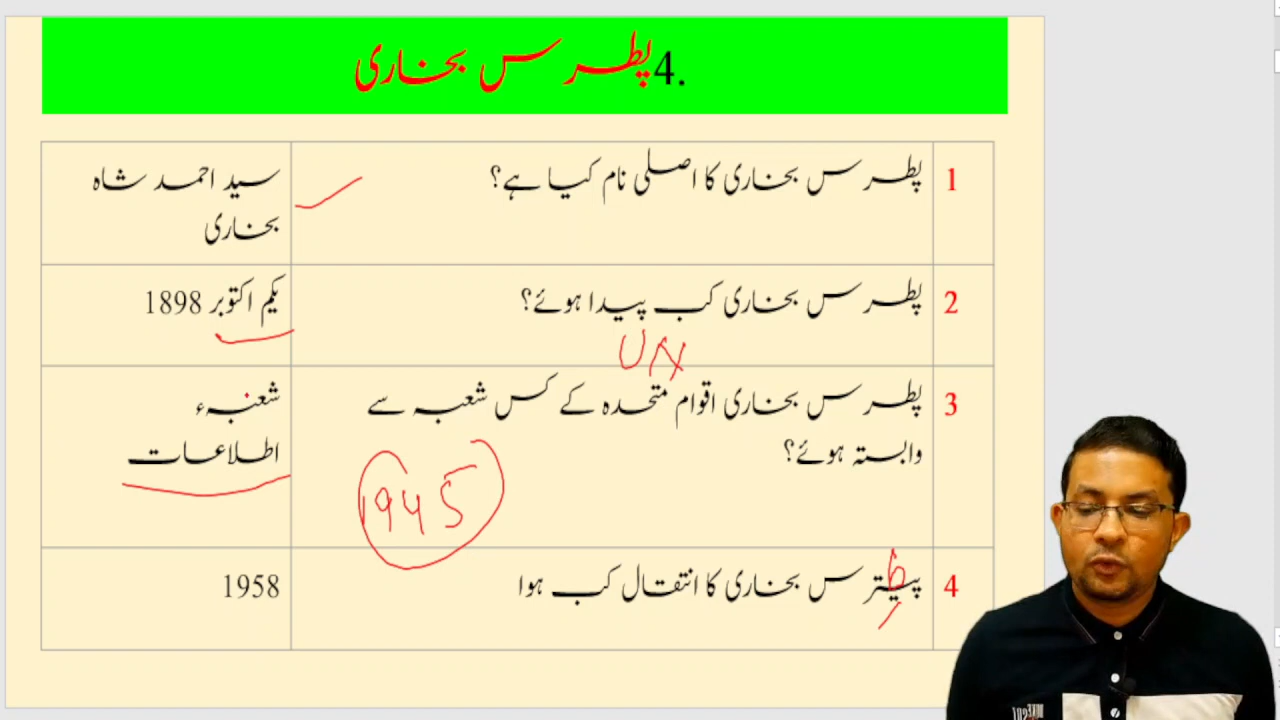 4. پطرس بخاری
1 پطرس بخاری کا اصلی نام کیا ہے؟ سید احمد شاہ
بخاری
2 پطرس بخاری کب پیدا ہوئے؟ یکم اکتوبر 1898
UN
3 پطرس بخاری اقوام متحدہ کے کس شعبہ سے شعبہء
وابستہ ہوئے؟ اطلاعات
1945
ط
4 پیترس بخاری کا انتقال کب ہوا 1958